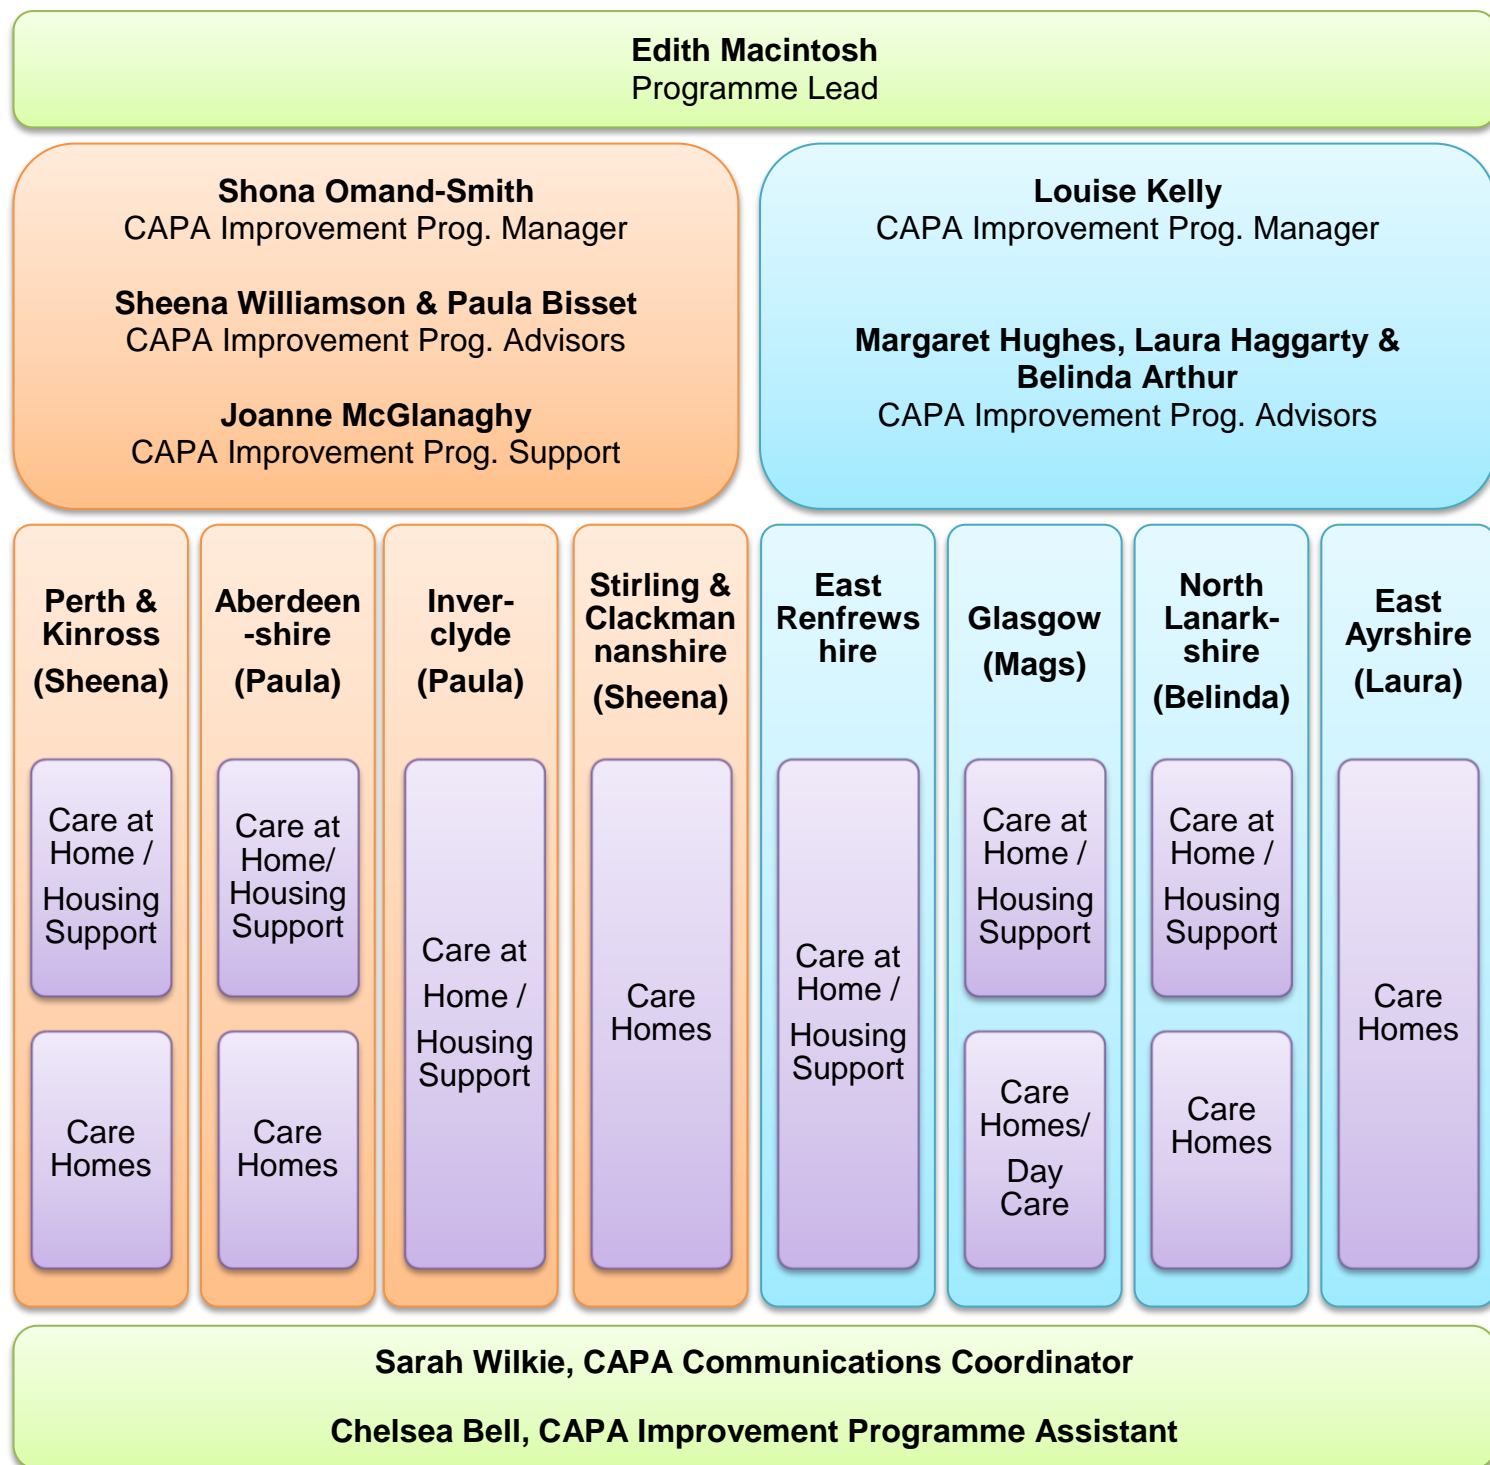 Edith Macintosh
Programme Lead
Shona Omand-Smith
CAPA Improvement Prog. Manager
Sheena Williamson & Paula Bisset
CAPA Improvement Prog. Advisors
Joanne McGlanaghy
CAPA Improvement Prog. Support
Louise Kelly
CAPA Improvement Prog. Manager
Margaret Hughes, Laura Haggarty &
Belinda Arthur
CAPA Improvement Prog. Advisors
Perth &
Kinross
(Sheena)
Care at
Home /
Housing
Support
Care
Homes
Aberdeen
-shire
(Paula)
Care at
Home/
Housing
Support
Care
Homes
Inver-
clyde
(Paula)
Care at
Home /
Housing
Support
Stirling &
Clackman
nanshire
(Sheena)
Care
Homes
East
Renfrews
hire
Care at
Home /
Housing
Support
Glasgow
(Mags)
Care at
Home /
Housing
Support
Care
Homes/
Day
Care
North
Lanark-
shire
(Belinda)
Care at
Home /
Housing
Support
Care
Homes
East
Ayrshire
(Laura)
Care
Homes
Sarah Wilkie, CAPA Communications Coordinator
Chelsea Bell, CAPA Improvement Programme Assistant